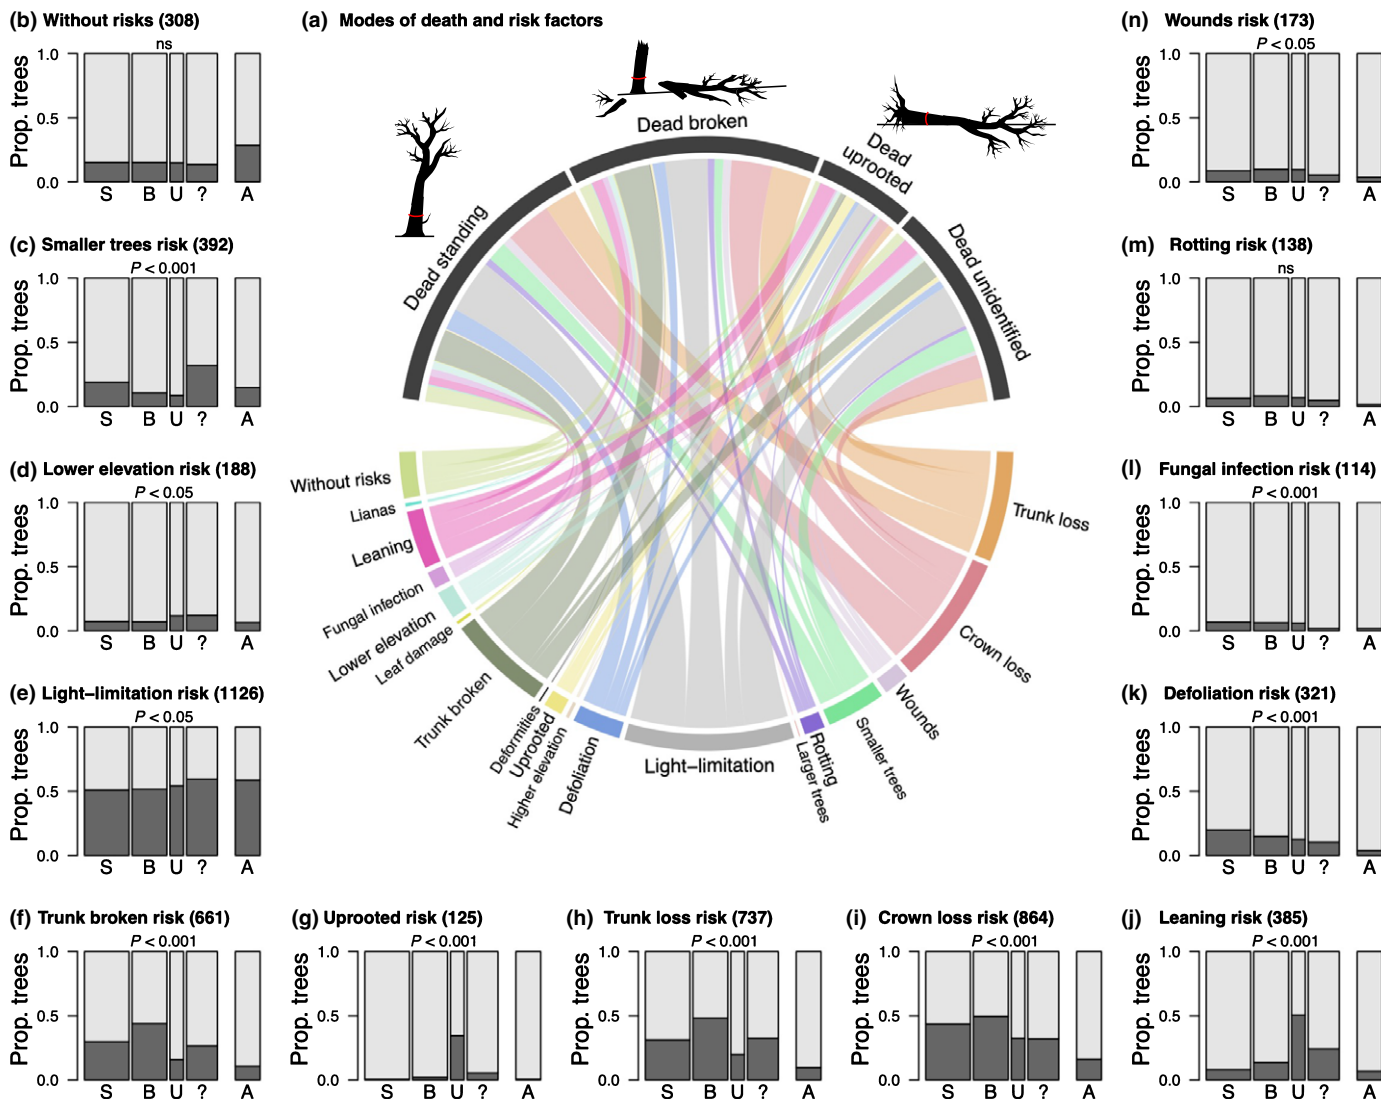 (b) Without risks (308)
ns
Prop. trees
1.0
0.5
0.0
S B U ? A
(a) Modes of death and risk factors
Dead standing
Dead broken
Dead uprooted
Dead unidentified
Without risks
Lianas
Leaning
Fungal infection
Lower elevation
Leaf damage
Trunk broken
Deformities
Uprooted
Higher elevation
Defoliation
Light–limitation
Larger trees
Rotting
Smaller trees
Wounds
Crown loss
Trunk loss
(n) Wounds risk (173)
P < 0.05
Prop. trees
1.0
0.5
0.0
S B U ? A
(c) Smaller trees risk (392)
P < 0.001
Prop. trees
1.0
0.5
0.0
S B U ? A
(m) Rotting risk (138)
ns
Prop. trees
1.0
0.5
0.0
S B U ? A
(d) Lower elevation risk (188)
P < 0.05
Prop. trees
1.0
0.5
0.0
S B U ? A
(l) Fungal infection risk (114)
P < 0.001
Prop. trees
1.0
0.5
0.0
S B U ? A
(e) Light–limitation risk (1126)
P < 0.05
Prop. trees
1.0
0.5
0.0
S B U ? A
(k) Defoliation risk (321)
P < 0.001
Prop. trees
1.0
0.5
0.0
S B U ? A
(f) Trunk broken risk (661)
P < 0.001
Prop. trees
1.0
0.5
0.0
S B U ? A
(g) Uprooted risk (125)
P < 0.001
Prop. trees
1.0
0.5
0.0
S B U ? A
(h) Trunk loss risk (737)
P < 0.001
Prop. trees
1.0
0.5
0.0
S B U ? A
(i) Crown loss risk (864)
P < 0.001
Prop. trees
1.0
0.5
0.0
S B U ? A
(j) Leaning risk (385)
P < 0.001
Prop. trees
1.0
0.5
0.0
S B U ? A